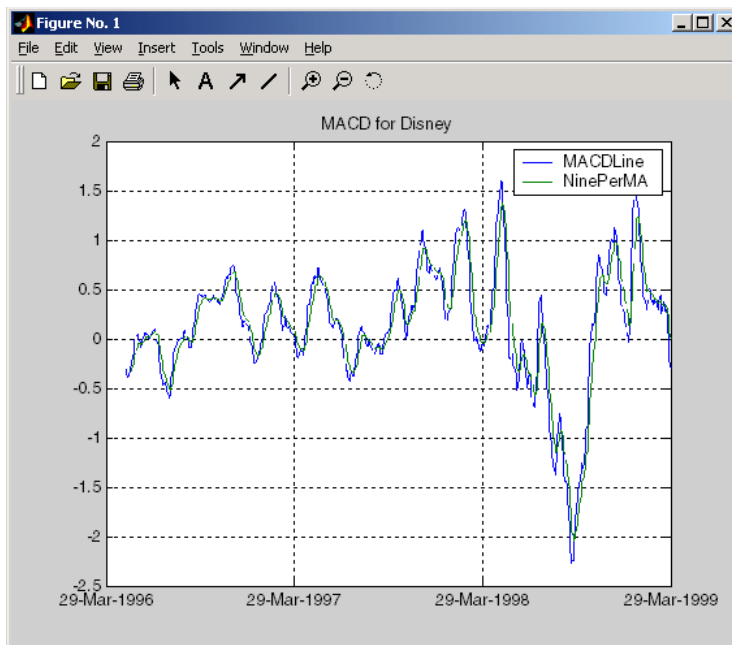 Figure No. 1
File Edit View Insert Tools Window Help
A
MACD for Disney
MACDLine
NinePerMA
2
1.5
1
0.5
0
-0.5
-1
-1.5
-2
-2.5
29-Mar-1996 29-Mar-1997 29-Mar-1998 29-Mar-1999